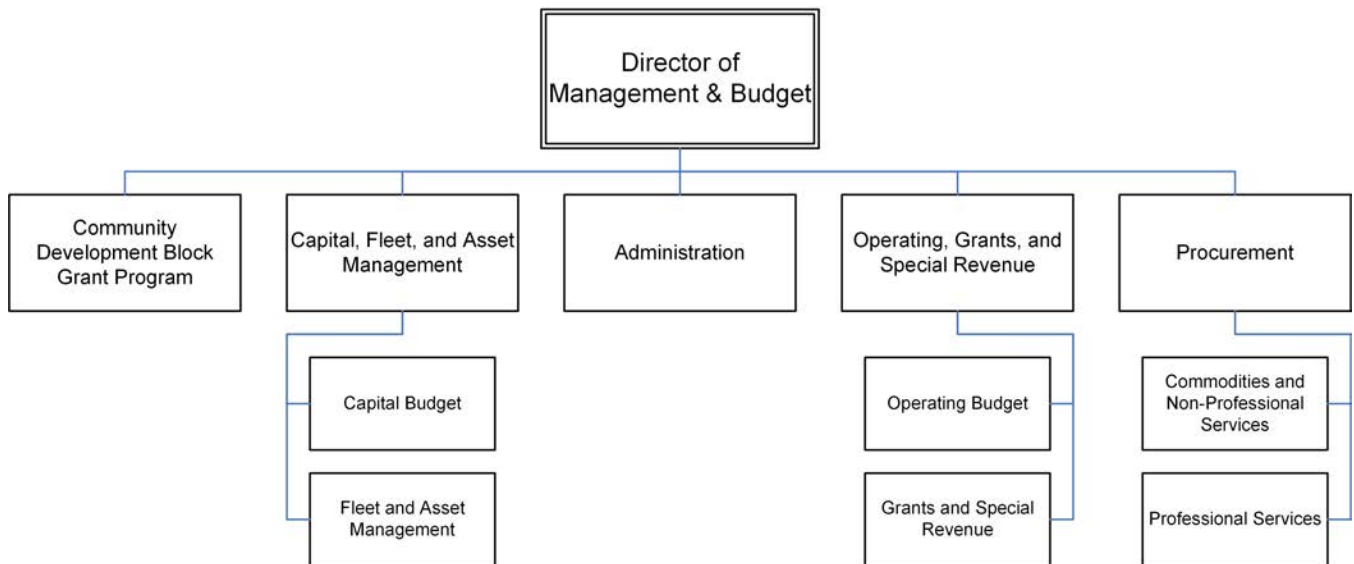 Director of
Management & Budget
Community
Development Block
Grant Program
Capital, Fleet, and Asset
Management
Administration
Operating, Grants, and
Special Revenue
Procurement
Capital Budget
Operating Budget
Commodities and
Non-Professional
Services
Fleet and Asset
Management
Grants and Special
Revenue
Professional Services